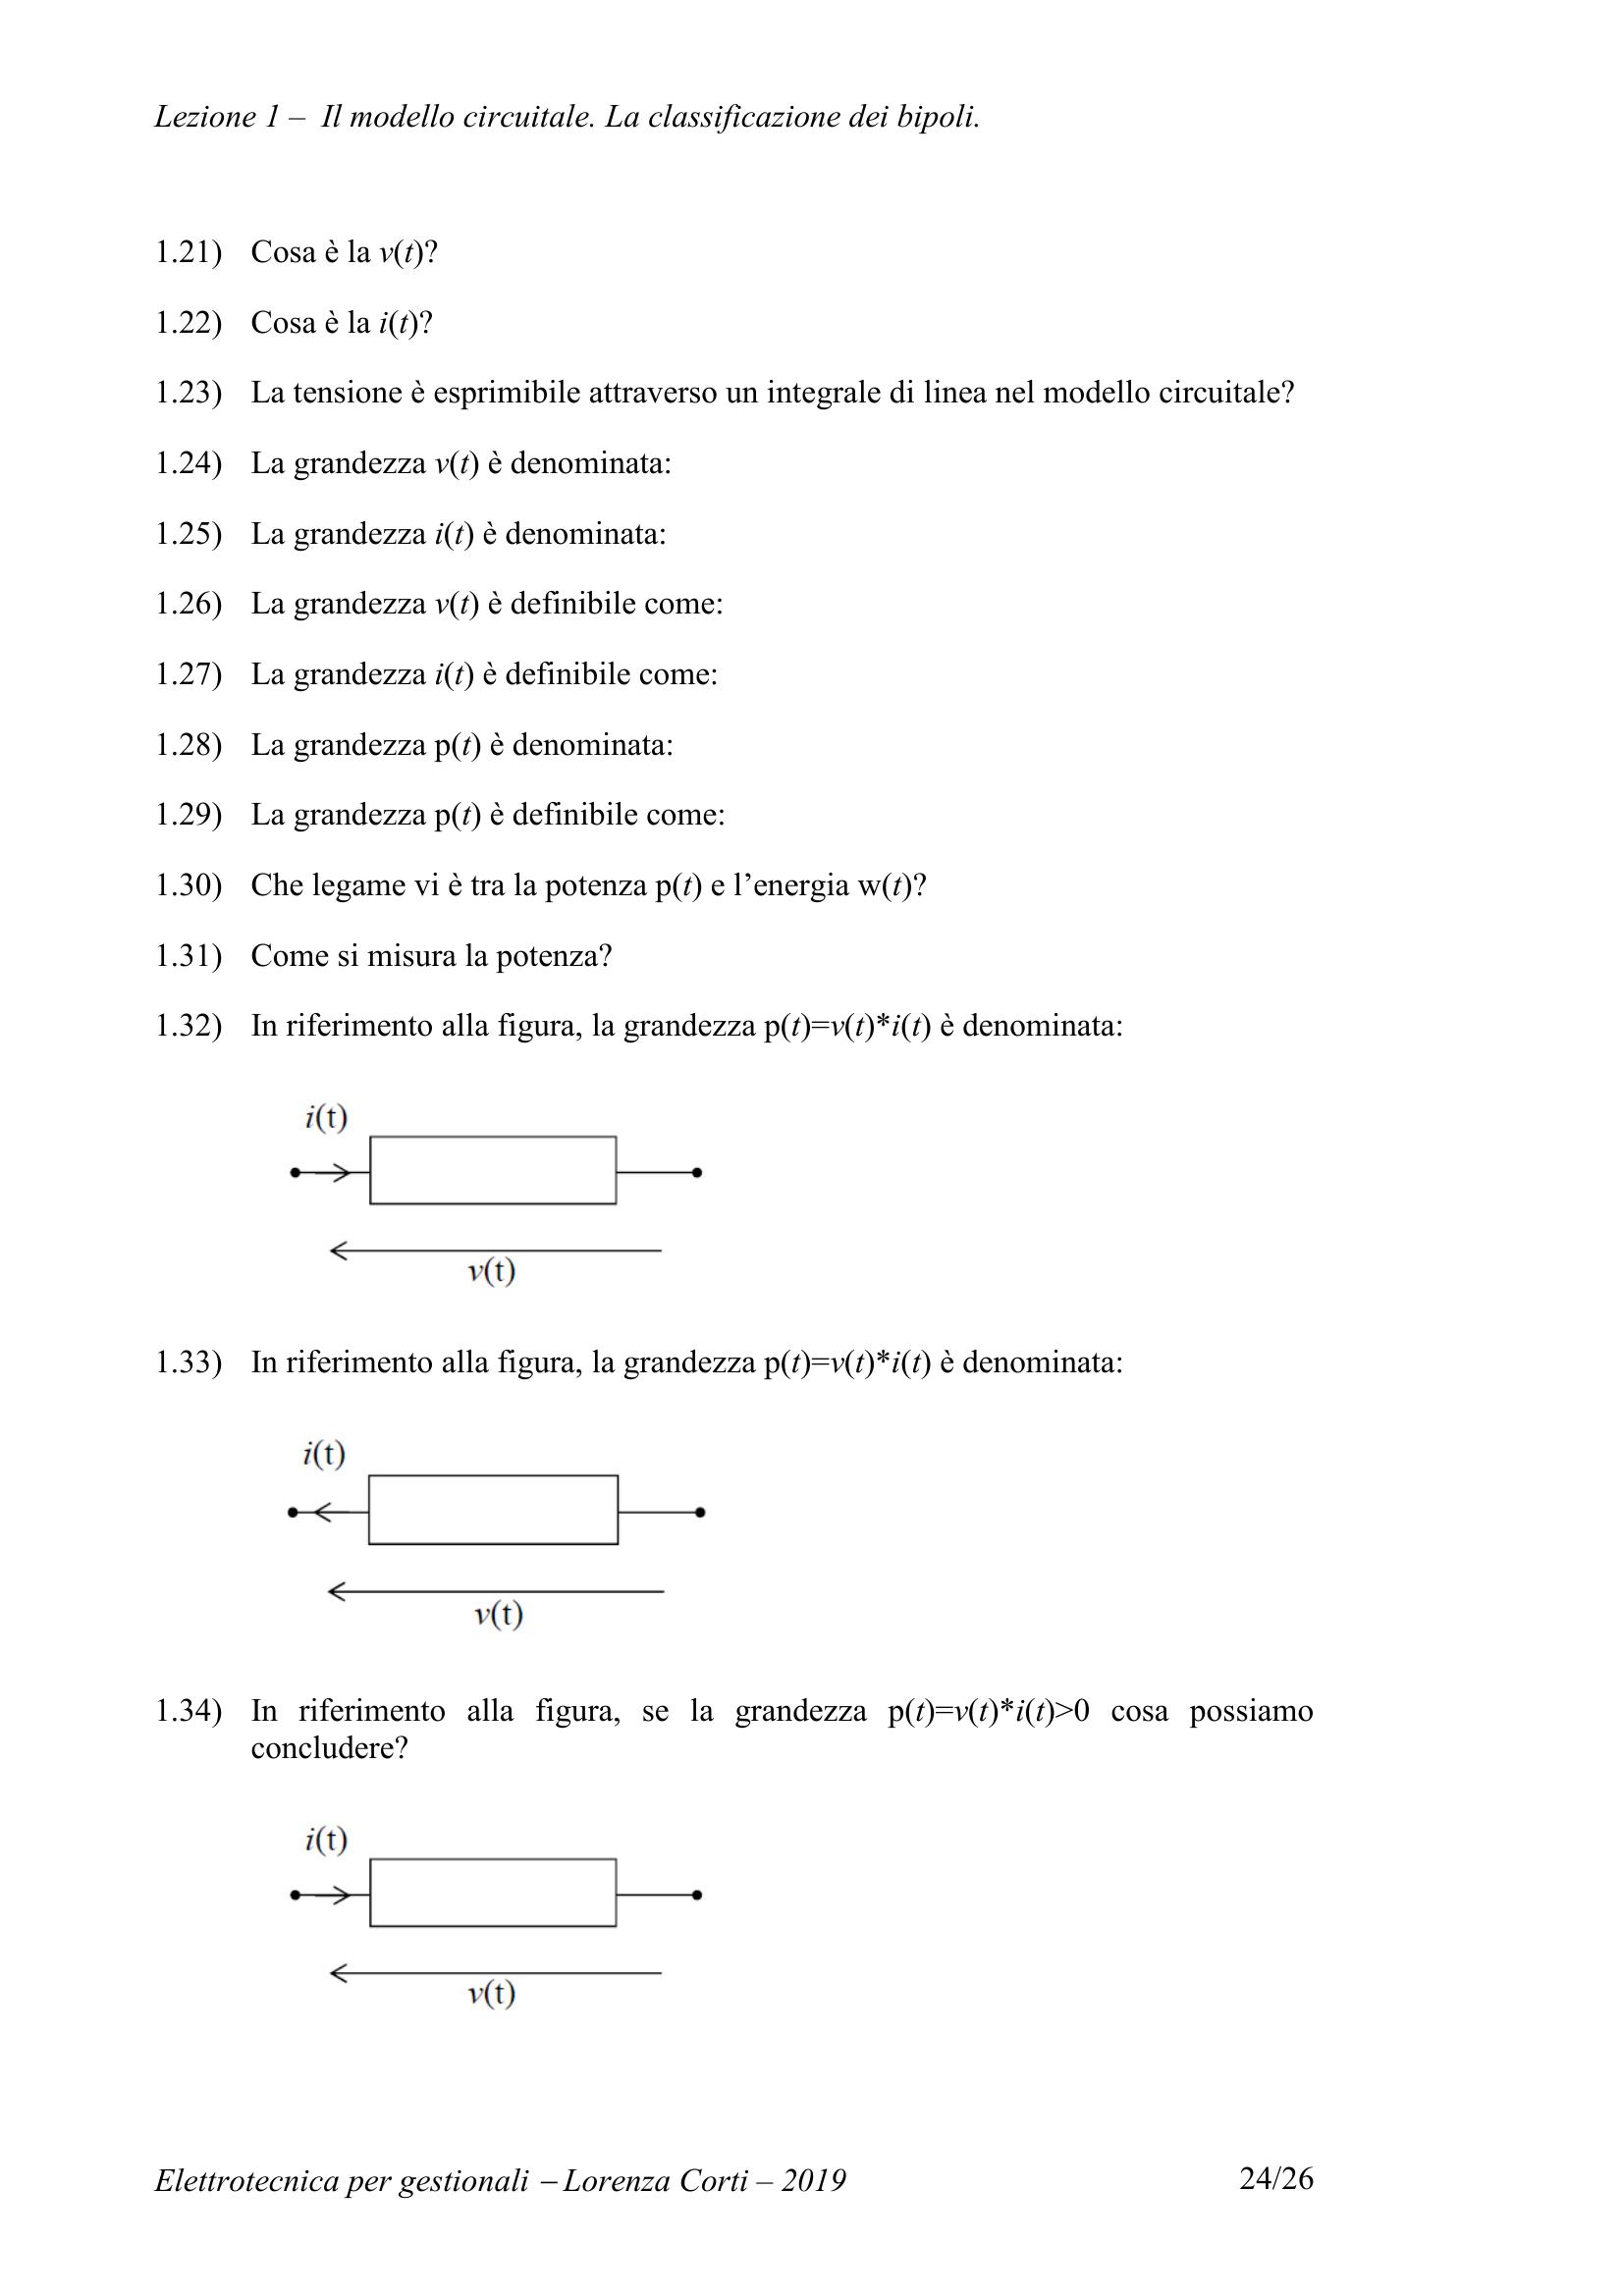 Lezione 1 – Il modello circuitale. La classificazione dei bipoli.
1.21) Cosa è la v(t)?
1.22) Cosa è la i(t)?
1.23) La tensione è esprimibile attraverso un integrale di linea nel modello circuitale?
1.24) La grandezza v(t) è denominata:
1.25) La grandezza i(t) è denominata:
1.26) La grandezza v(t) è definibile come:
1.27) La grandezza i(t) è definibile come:
1.28) La grandezza p(t) è denominata:
1.29) La grandezza p(t) è definibile come:
1.30) Che legame vi è tra la potenza p(t) e l’energia w(t)?
1.31) Come si misura la potenza?
1.32) In riferimento alla figura, la grandezza p(t)=v(t)*i(t) è denominata:
i(t)
v(t)
1.33) In riferimento alla figura, la grandezza p(t)=v(t)*i(t) è denominata:
i(t)
v(t)
1.34) In riferimento alla figura, se la grandezza p(t)=v(t)*i(t)>0 cosa possiamo
concludere?
i(t)
v(t)
Elettrotecnica per gestionali – Lorenza Corti – 2019 24/26